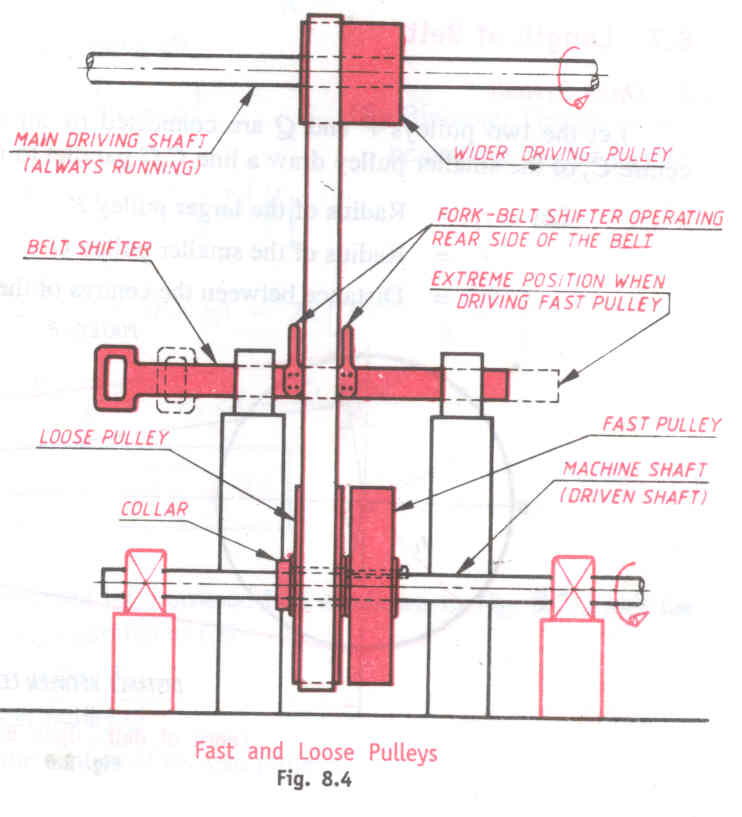 MAIN DRIVING SHAFT
(ALWAYS RUNNING)
WIDER DRIVING PULLEY
FORK-BELT SHIFTER OPERATING
REAR SIDE OF THE BELT
BELT SHIFTER
EXTREME POSITION WHEN
DRIVING FAST PULLEY
LOOSE PULLEY
FAST PULLEY
MACHINE SHAFT
(DRIVEN SHAFT)
COLLAR
Fast and Loose Pulleys
Fig. 8.4